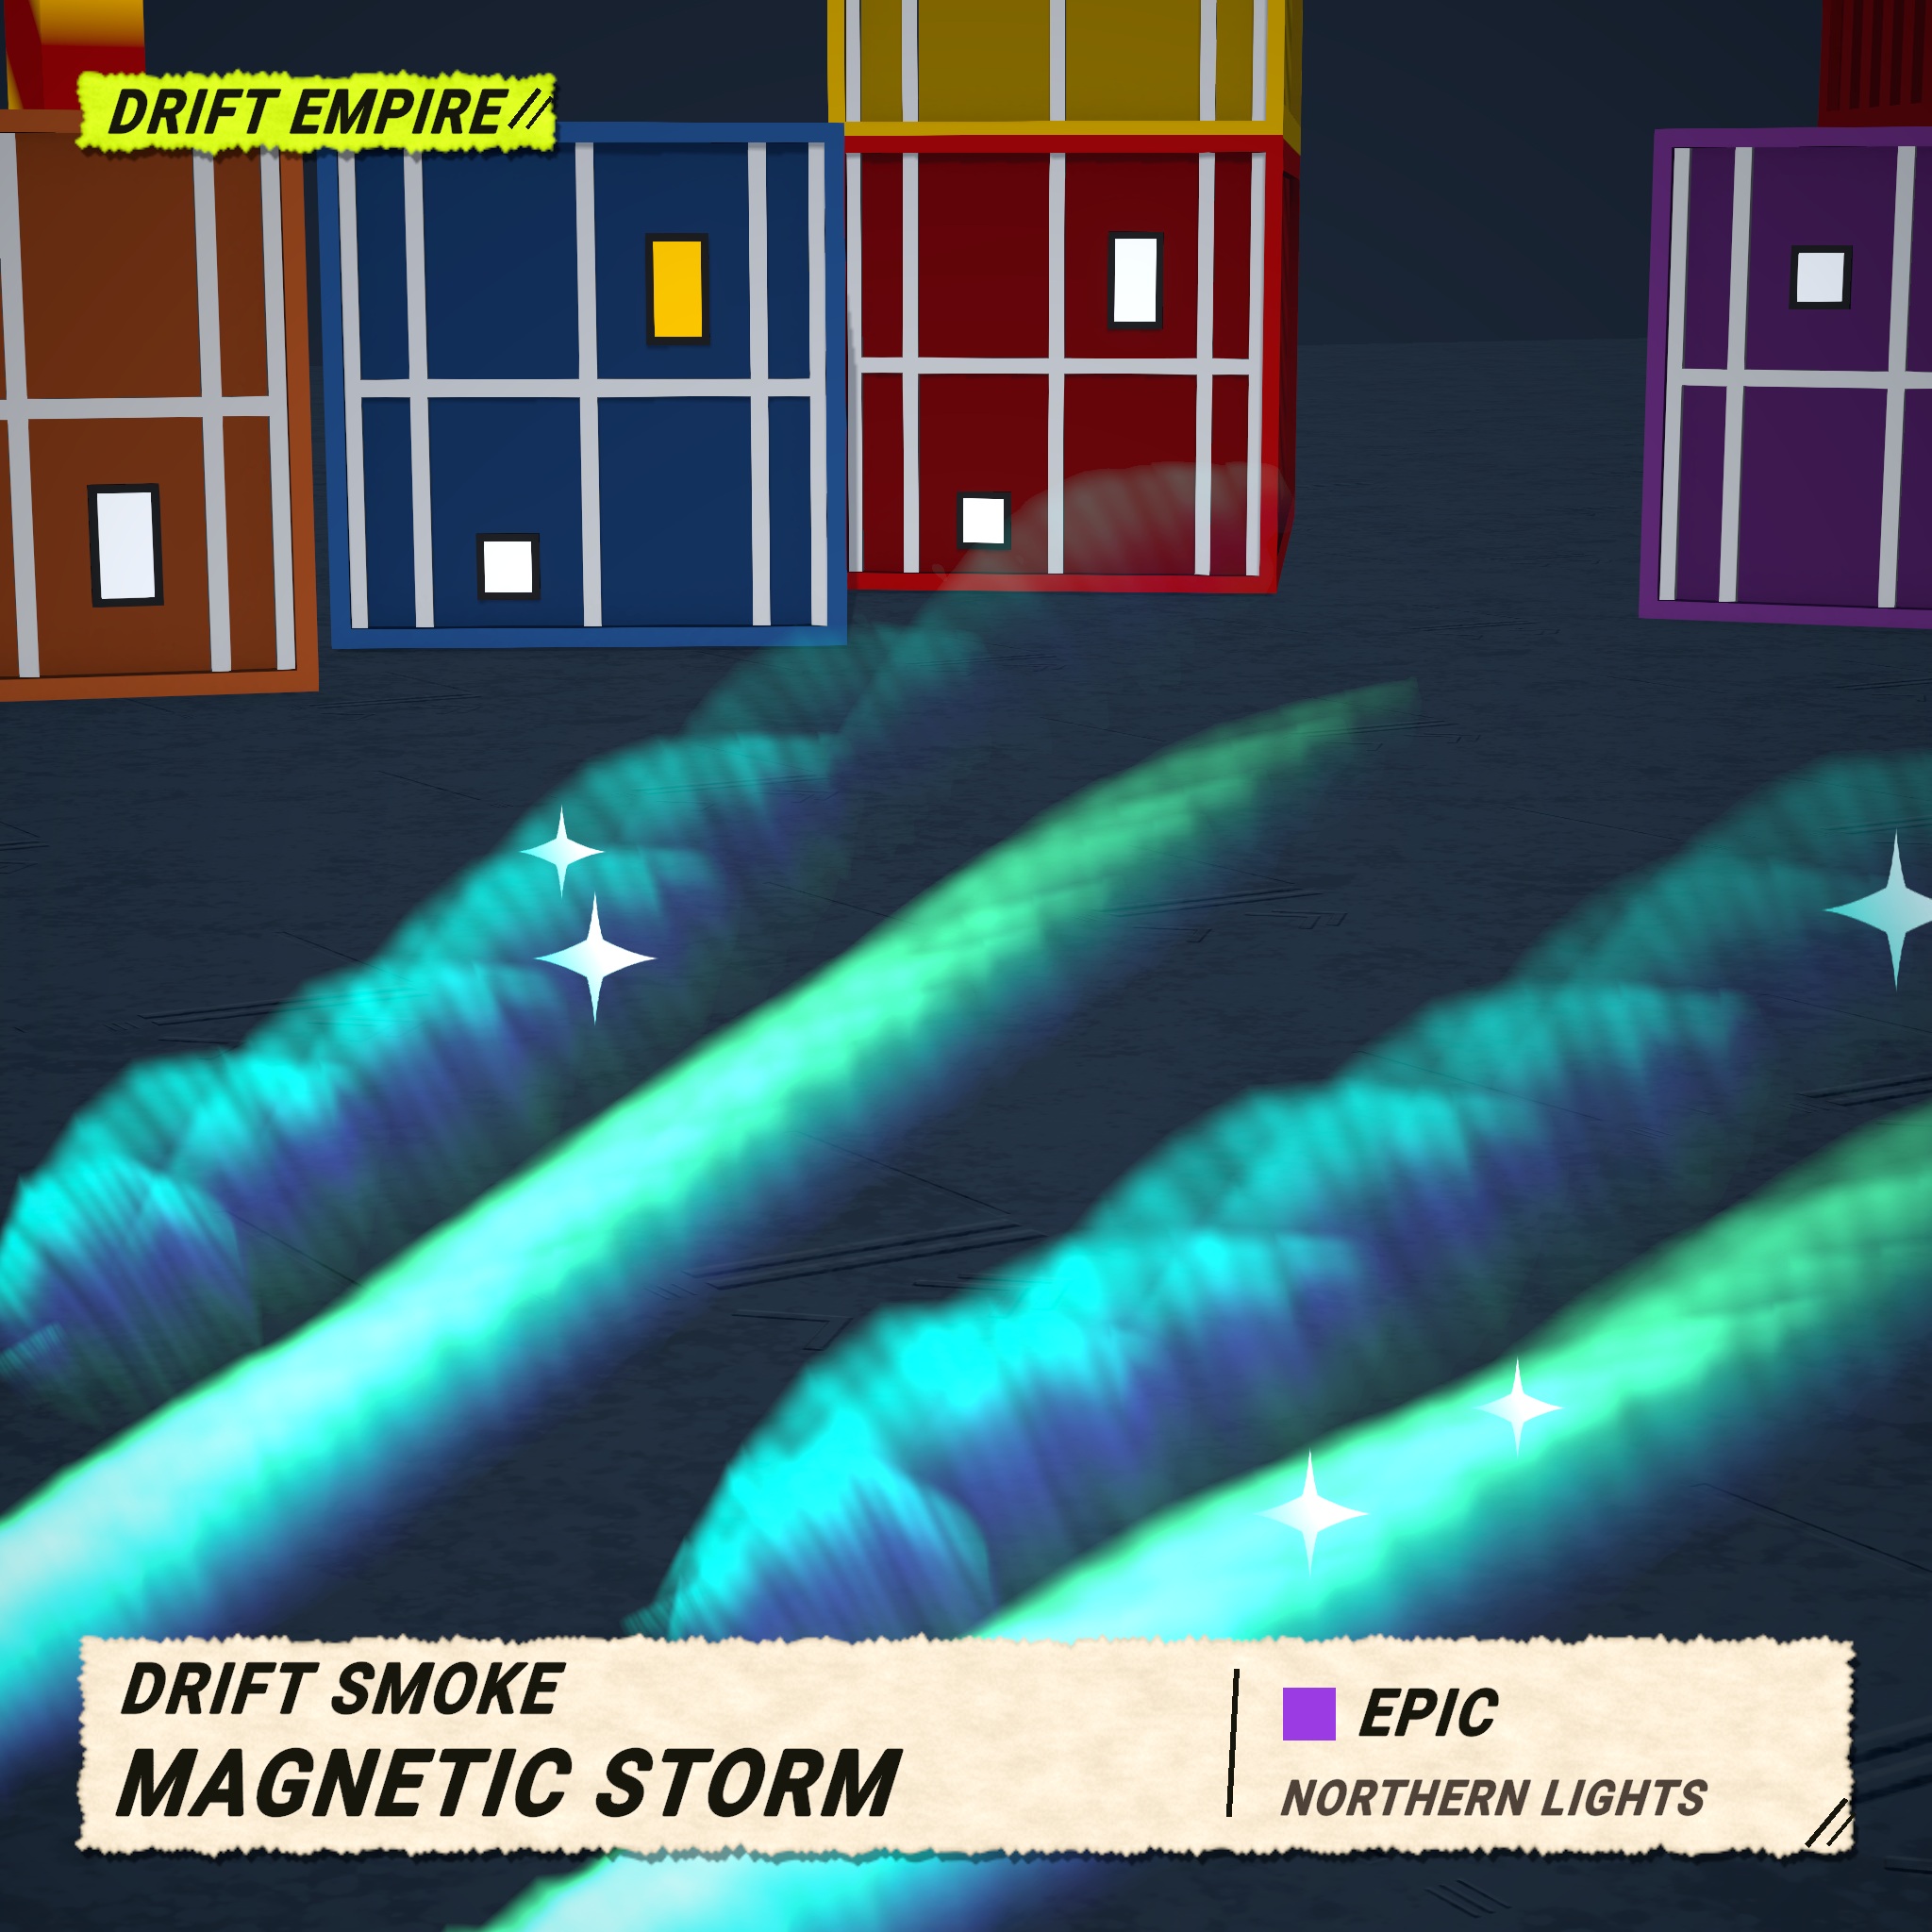 DRIFT EMPIRE
DRIFT SMOKE
MAGNETIC STORM
EPIC
NORTHERN LIGHTS